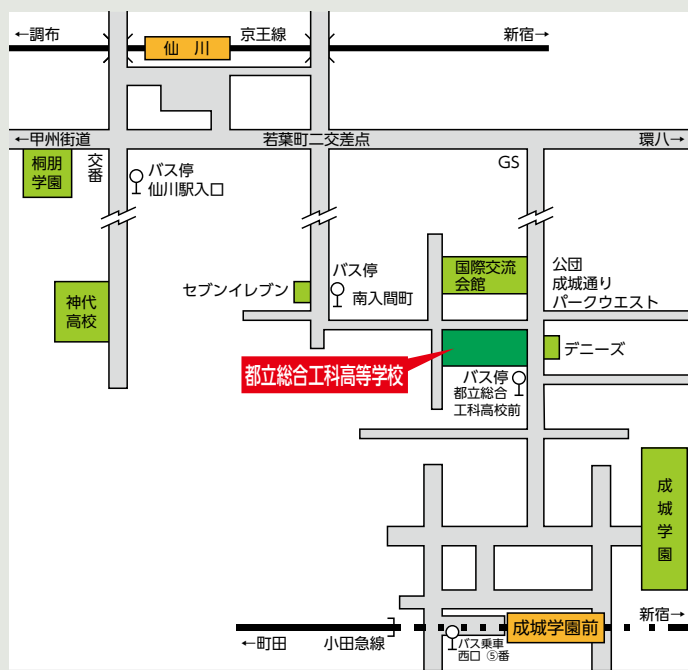 ←調布
京王線
新宿→
仙川
←甲州街道
若葉町二交差点
環八→
桐朋
学園
交番
バス停
仙川駅入口
GS
神代
高校
セブンイレブン
バス停
南入間町
国際交流
会館
公団
成城通り
パークウエスト
デニーズ
都立総合工科高等学校
バス停
都立総合
工科高校前
成城学園
新宿→
成城学園前
←町田
小田急線
バス乗車
西口 ⑤番